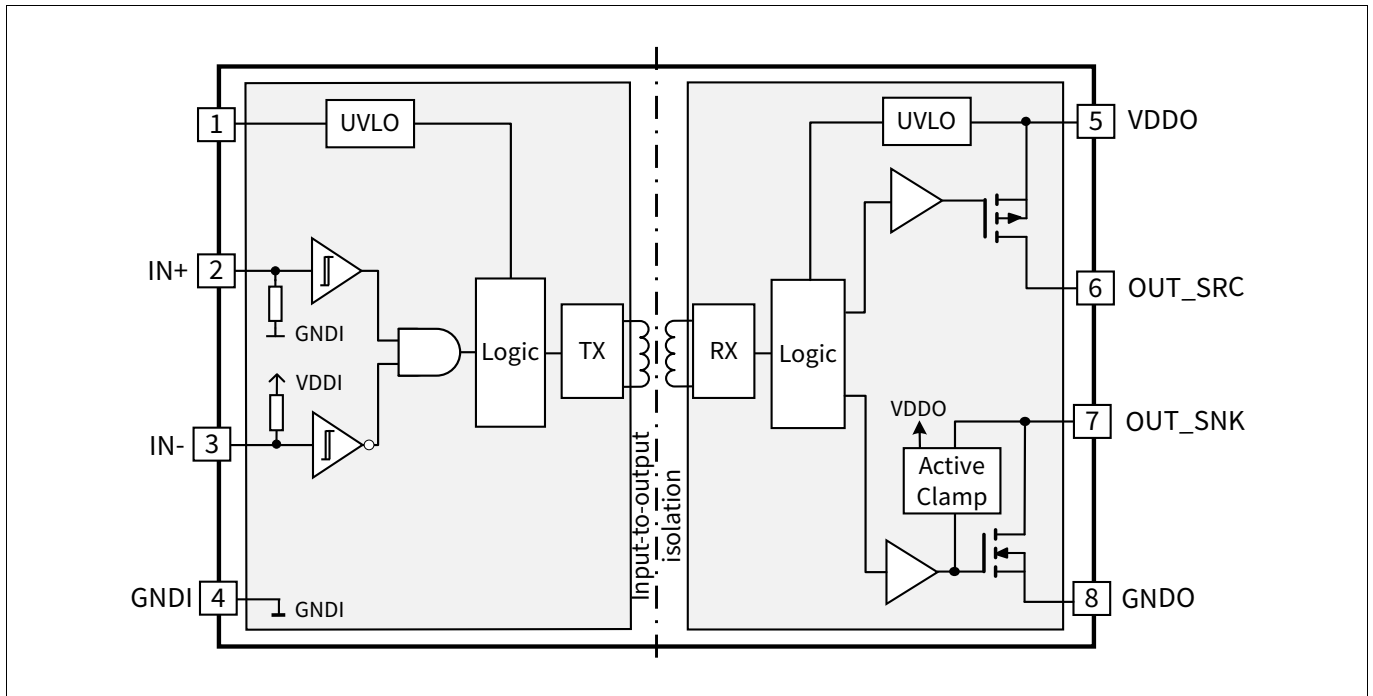 1
UVLO
UVLO
5
VDDO
IN+
2
GNDI
6
OUT_SRC
Logic
TX
RX
Logic
VDDI
IN-
3
VDDO
7
OUT_SNK
Active
Clamp
Input-to-output
isolation
GNDI
4
GNDI
8
GNDO